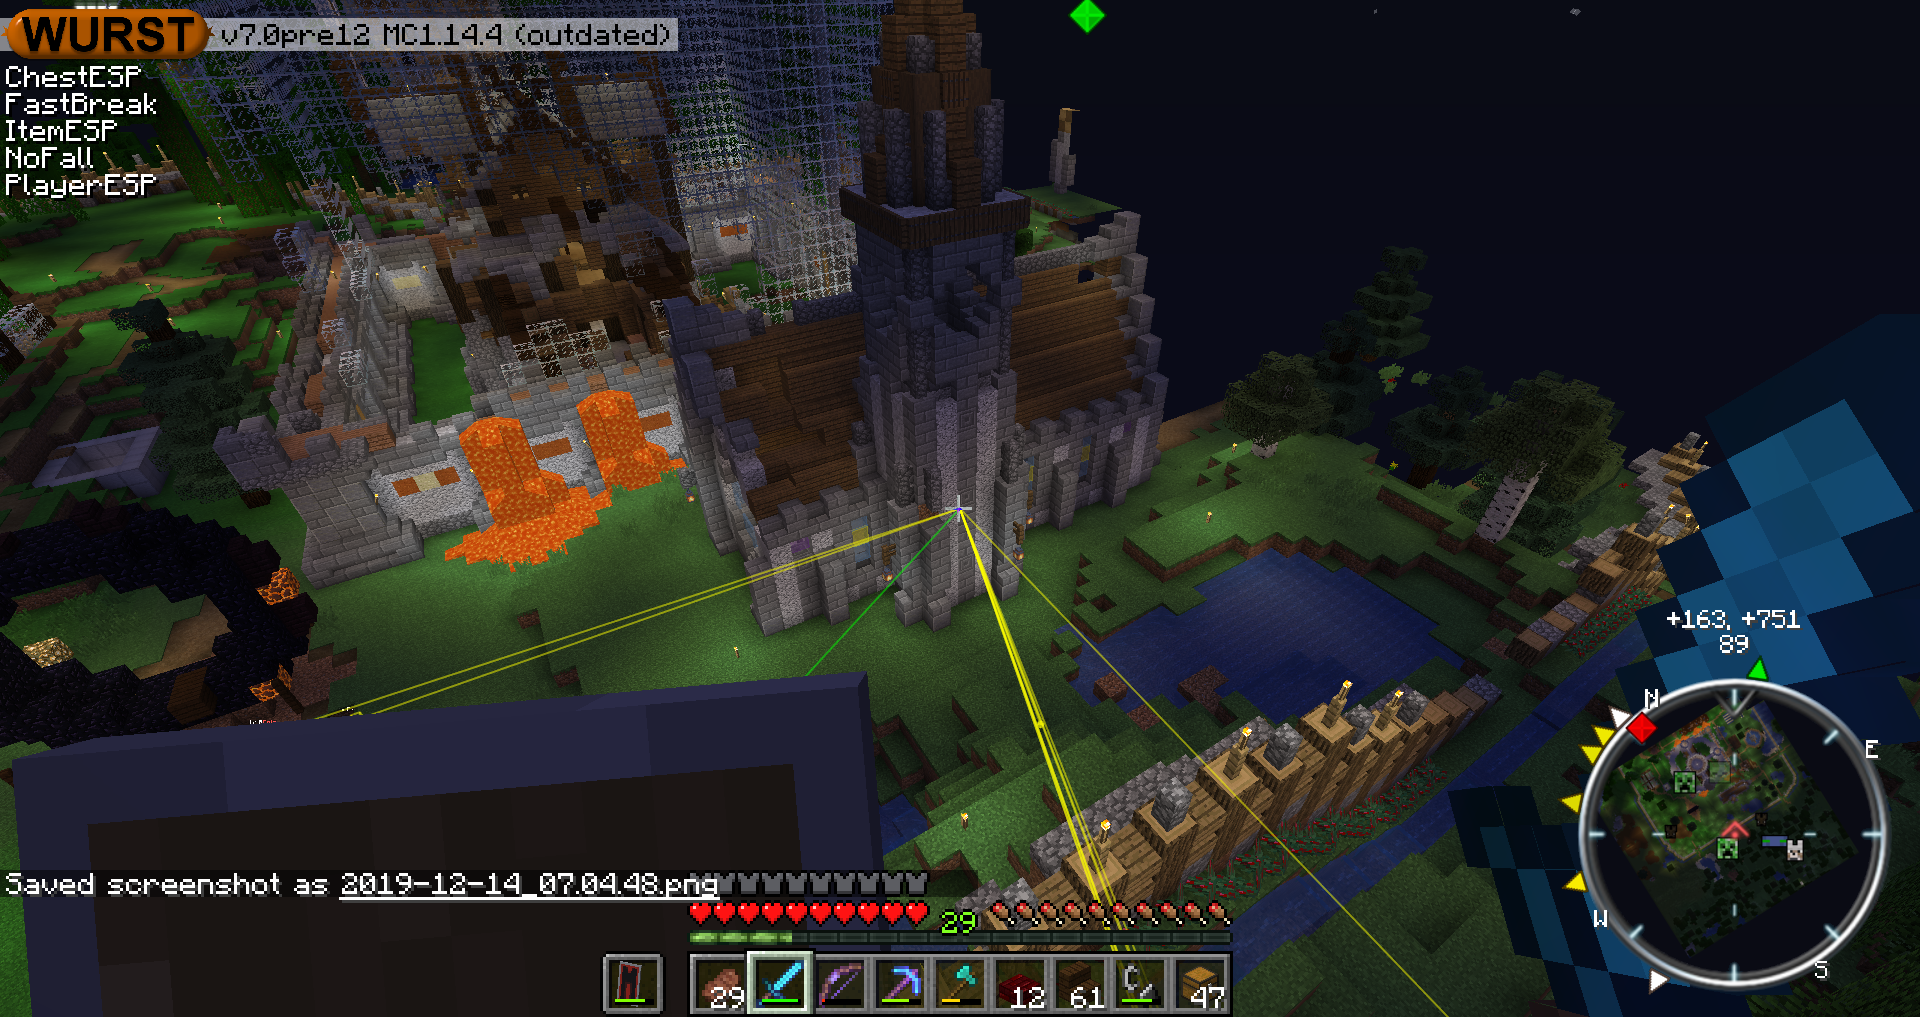 WURST v7.0pre12 MC1.14.4 (outdated)
ChestESP
FastBreak
ItemESP
NoFall
PlayerESP
+163, +751
89
N
E
W
S
Saved screenshot as 2019-12-14_07.04.48.png
29
29
12
61
47